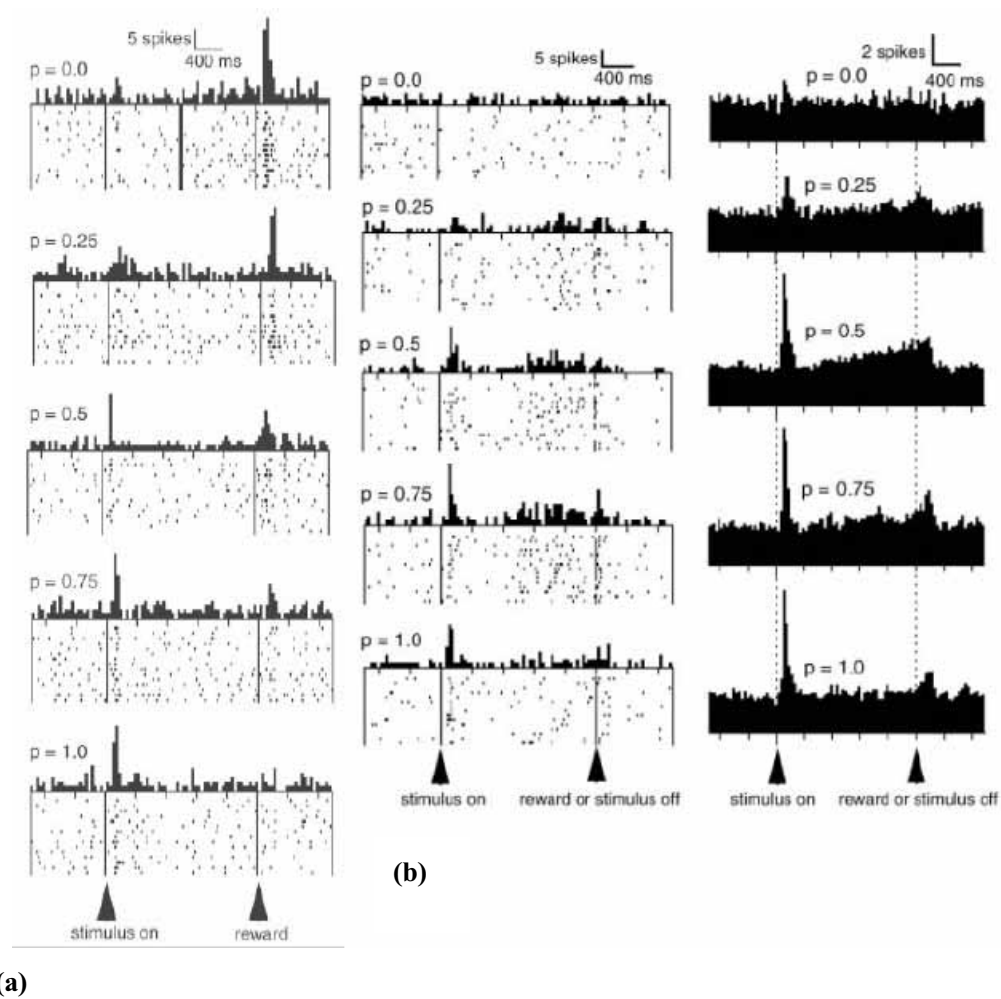 5 spikes
400 ms
p = 0.0
p = 0.25
p = 0.5
p = 0.75
p = 1.0
stimulus on
reward
(a)
5 spikes
400 ms
p = 0.0
p = 0.25
p = 0.5
p = 0.75
p = 1.0
stimulus on
reward or stimulus off
(b)
2 spikes
400 ms
p = 0.0
p = 0.25
p = 0.5
p = 0.75
p = 1.0
stimulus on
reward or stimulus off